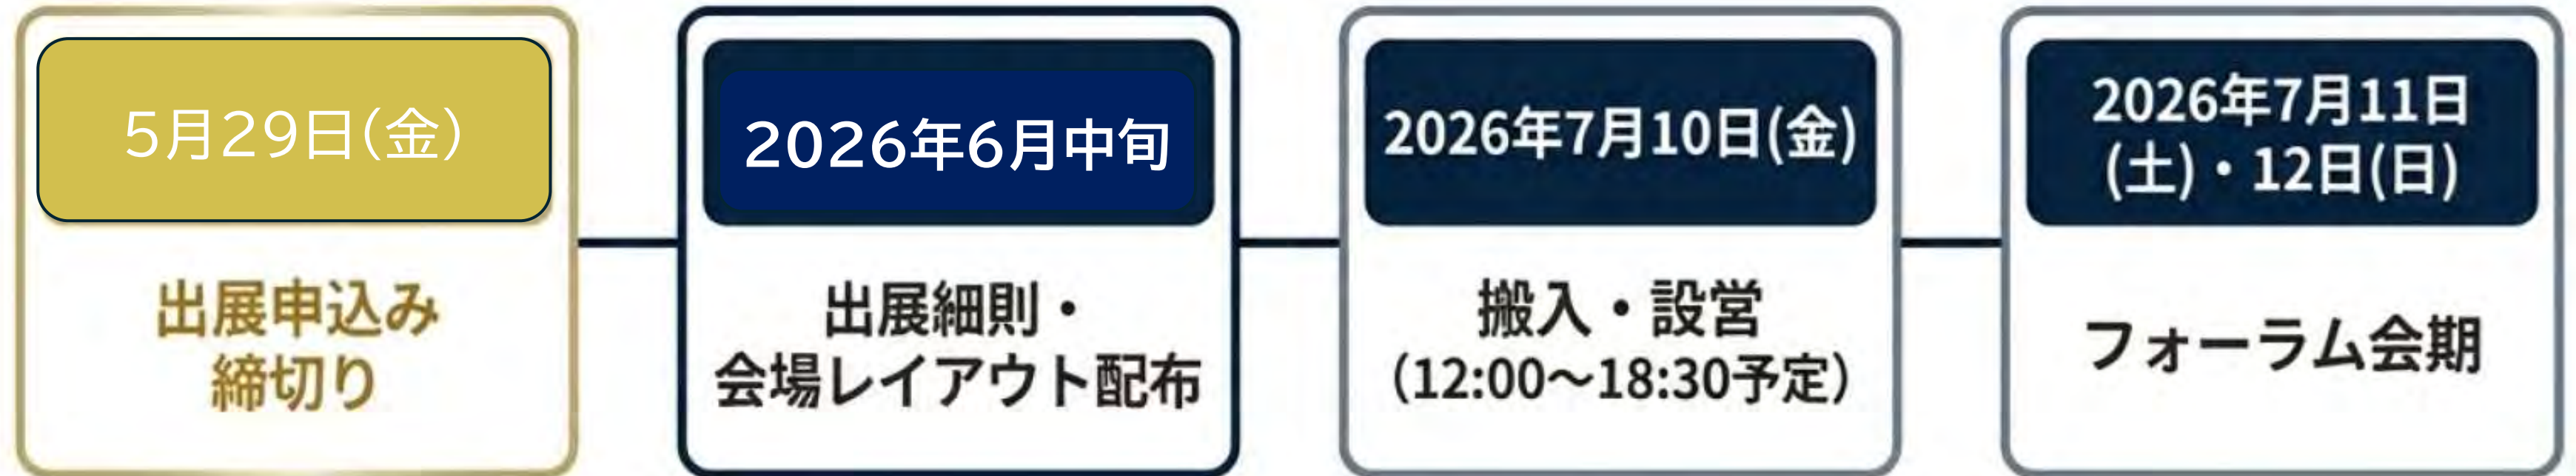 5月29日(金)
出展申込み
締切り
2026年6月中旬
出展細則・
会場レイアウト配布
2026年7月10日(金)
搬入・設営
（12:00～18:30予定）
2026年7月11日
(土)・12日(日)
フォーラム会期